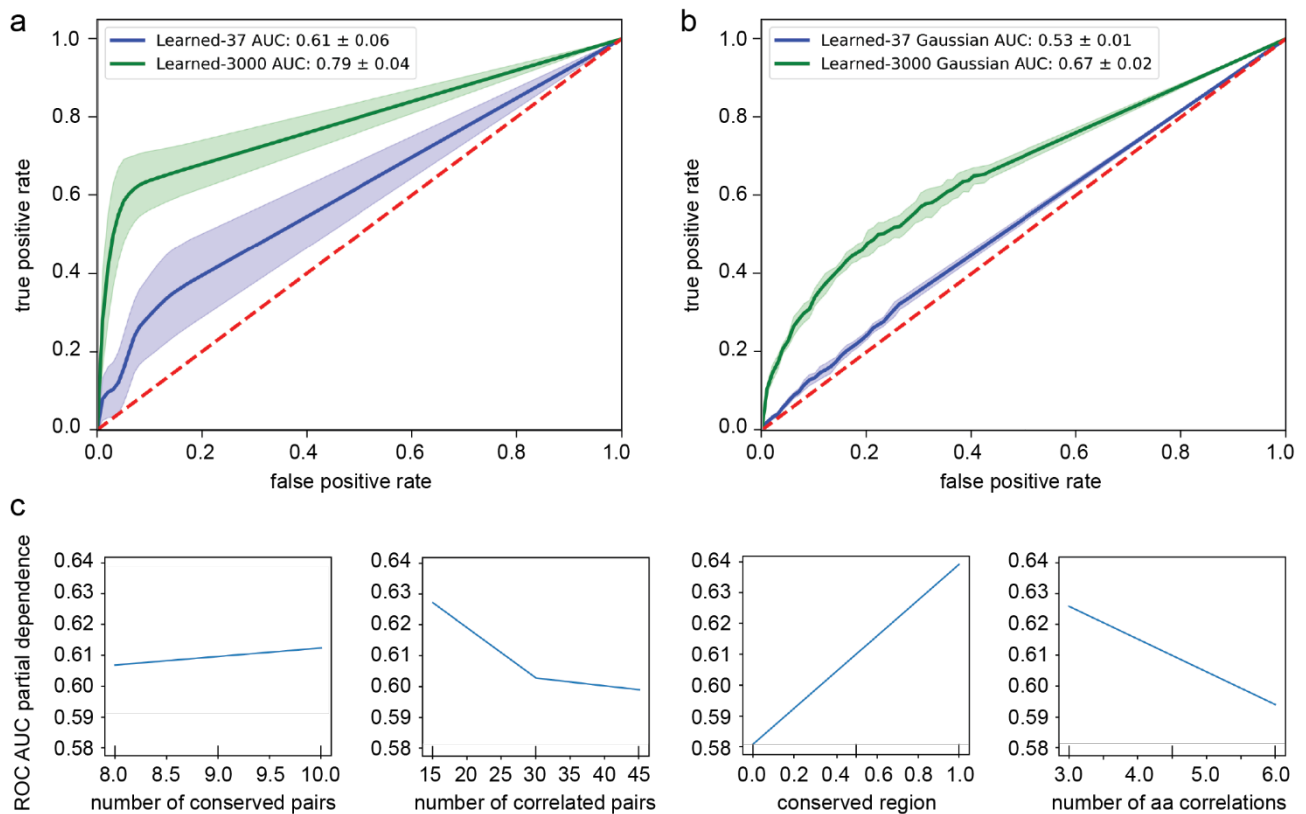 a
Learned-37 AUC: 0.61 ± 0.06
Learned-3000 AUC: 0.79 ± 0.04
1.0
0.8
0.6
0.4
0.2
0.0
true positive rate
0.0 0.2 0.4 0.6 0.8 1.0
false positive rate
b
Learned-37 Gaussian AUC: 0.53 ± 0.01
Learned-3000 Gaussian AUC: 0.67 ± 0.02
1.0
0.8
0.6
0.4
0.2
0.0
true positive rate
0.0 0.2 0.4 0.6 0.8 1.0
false positive rate
c
ROC AUC partial dependence
0.64
0.63
0.62
0.61
0.60
0.59
0.58
8.0 8.5 9.0 9.5 10.0
number of conserved pairs
0.64
0.63
0.62
0.61
0.60
0.59
0.58
15 20 25 30 35 40 45
number of correlated pairs
0.64
0.63
0.62
0.61
0.60
0.59
0.58
0.0 0.2 0.4 0.6 0.8 1.0
conserved region
0.64
0.63
0.62
0.61
0.60
0.59
0.58
3.0 4.0 5.0 6.0
number of aa correlations